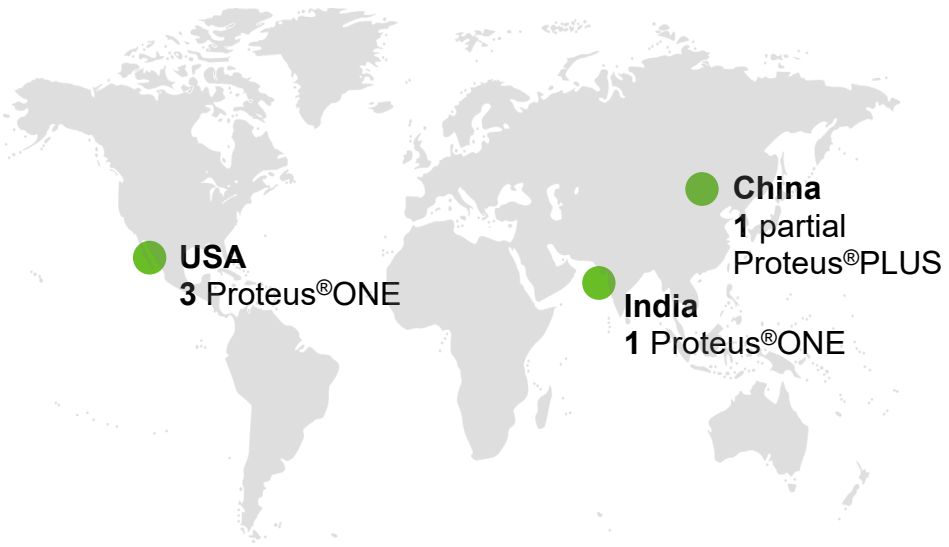 China
1 partial
Proteus®PLUS
USA
3 Proteus®ONE
India
1 Proteus®ONE